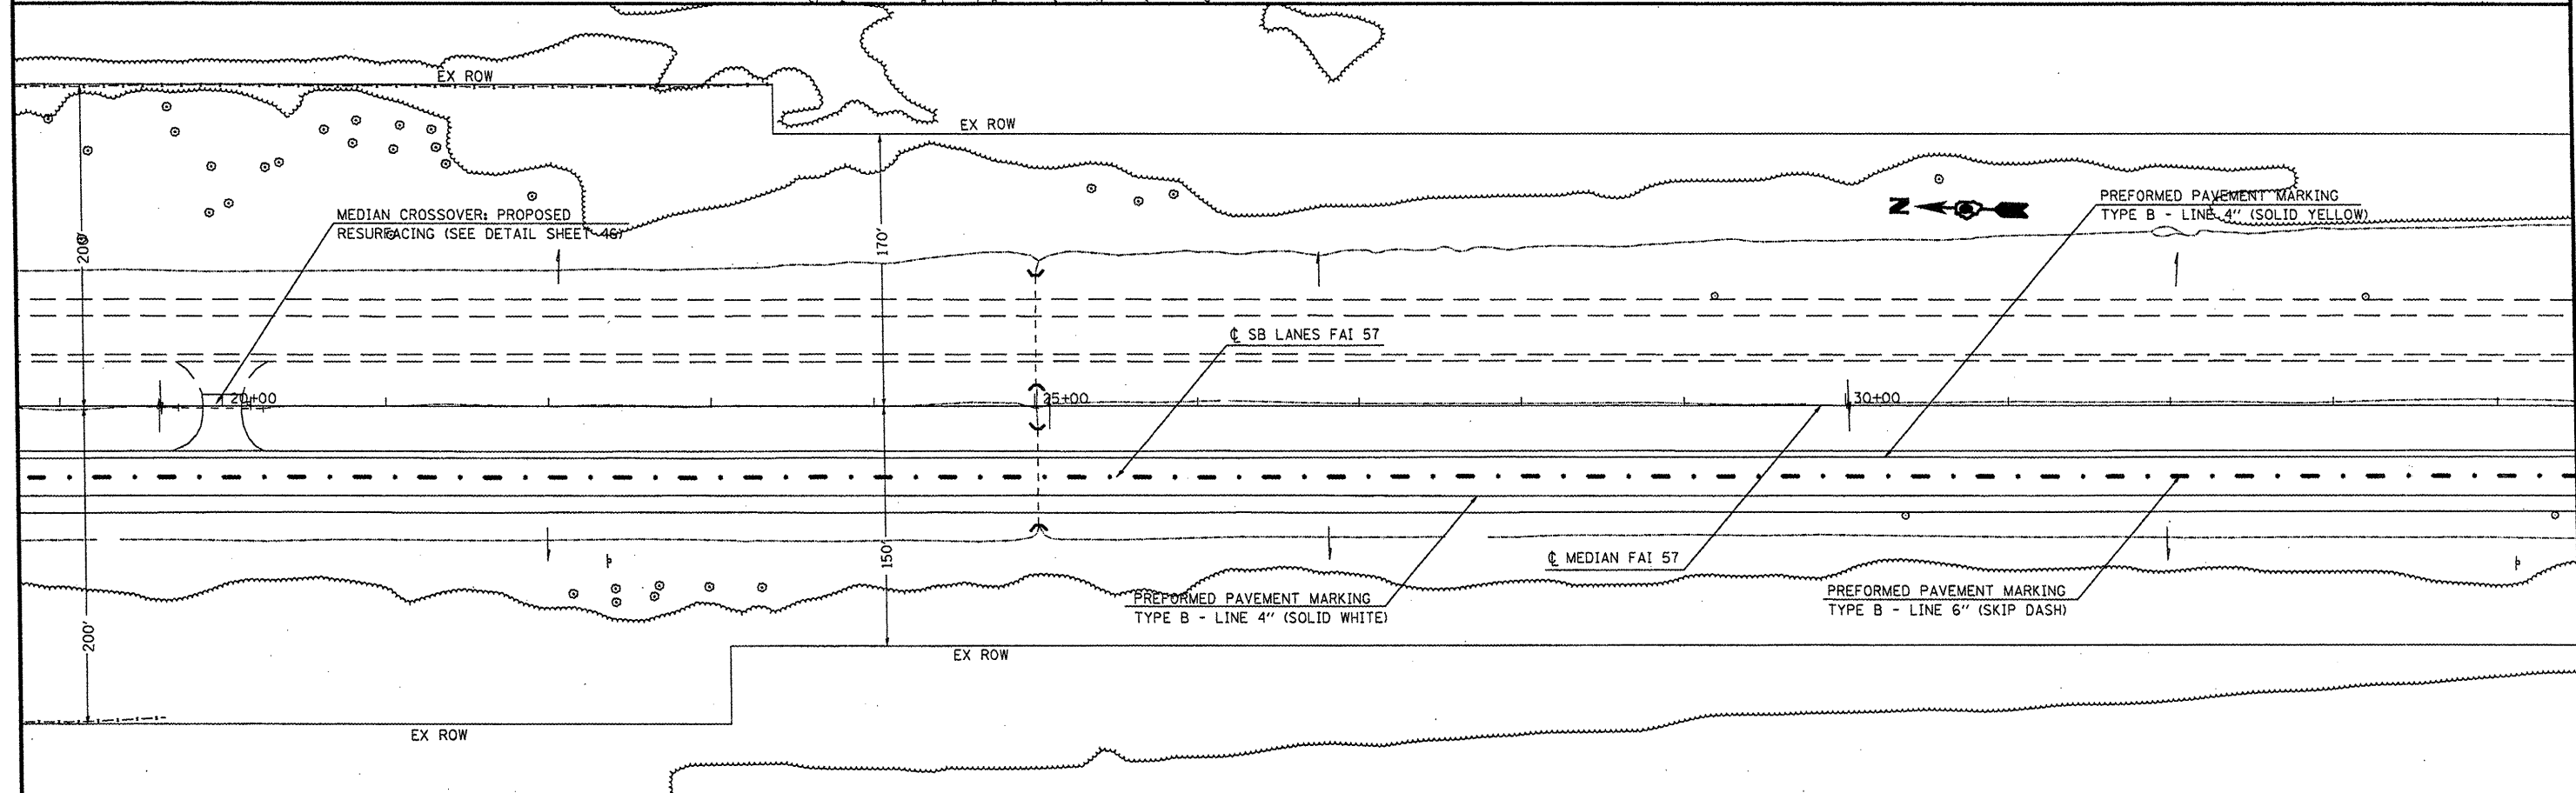 EX ROW
EX ROW
MEDIAN CROSSOVER: PROPOSED
RESURFACING (SEE DETAIL SHEET 46)
200'
170'
N
PREFORMED PAVEMENT MARKING
TYPE B - LINE 4" (SOLID YELLOW)
℄ SB LANES FAI 57
20+00
25+00
30+00
℄ MEDIAN FAI 57
150'
200'
PREFORMED PAVEMENT MARKING
TYPE B - LINE 4" (SOLID WHITE)
PREFORMED PAVEMENT MARKING
TYPE B - LINE 6" (SKIP DASH)
EX ROW
EX ROW